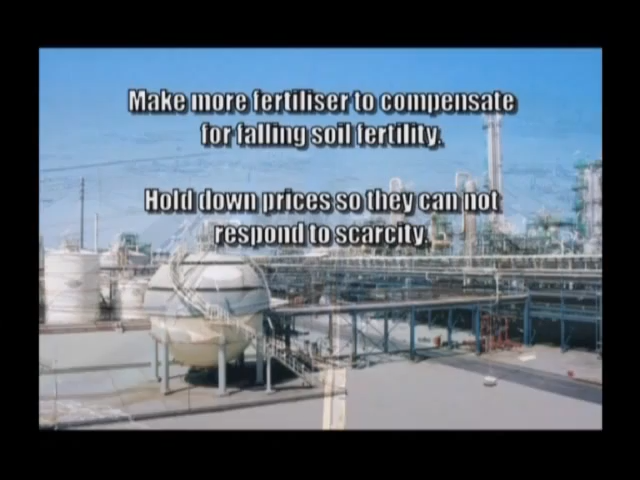 Make more fertiliser to compensate
for falling soil fertility.
Hold down prices so they can not
respond to scarcity.